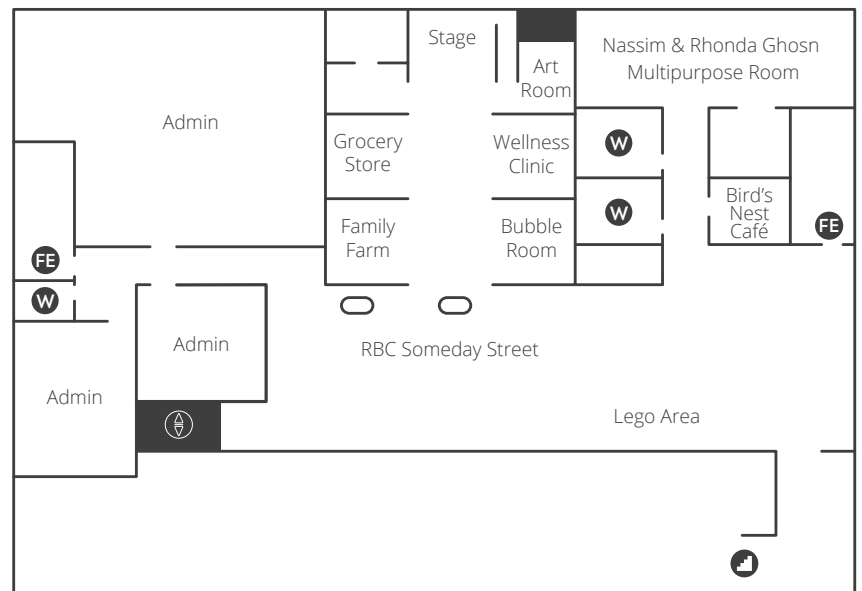 Stage
Nassim & Rhonda Ghosn
Multipurpose Room
Art
Room
Admin
Grocery
Store
Wellness
Clinic
W
W
Bird’s
Nest
Café
Family
Farm
Bubble
Room
FE
FE
W
Admin
RBC Someday Street
Admin
Lego Area